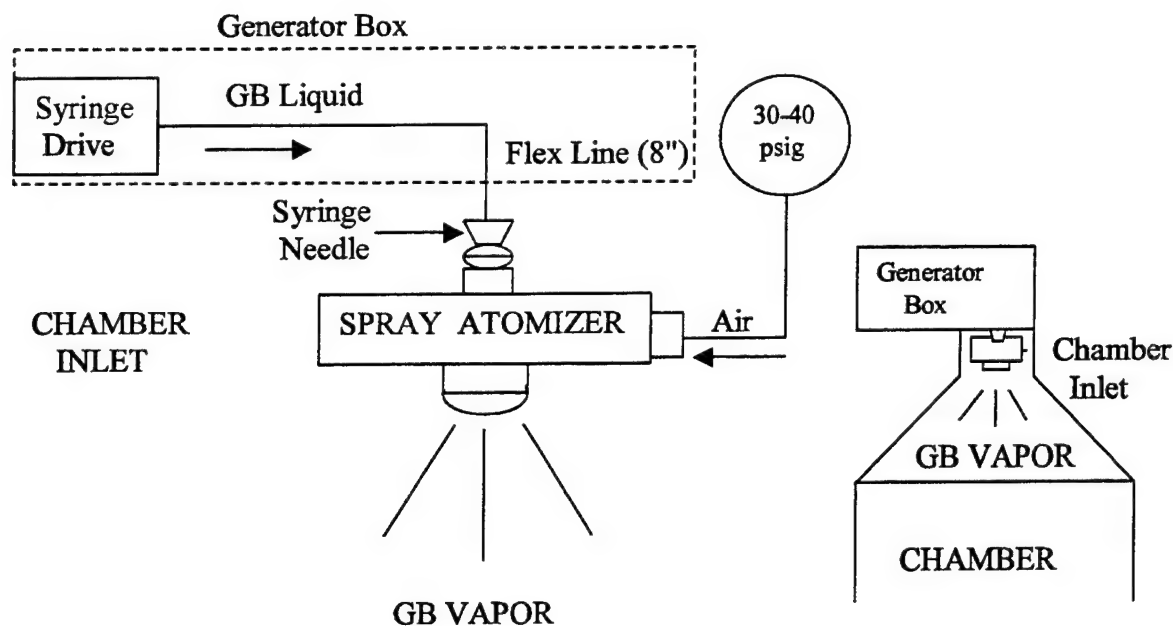 Generator Box
Syringe
Drive
GB Liquid
Flex Line (8")
30-40
psig
Syringe
Needle
SPRAY ATOMIZER
Air
CHAMBER
INLET
GB VAPOR
Generator
Box
Chamber
Inlet
GB VAPOR
CHAMBER